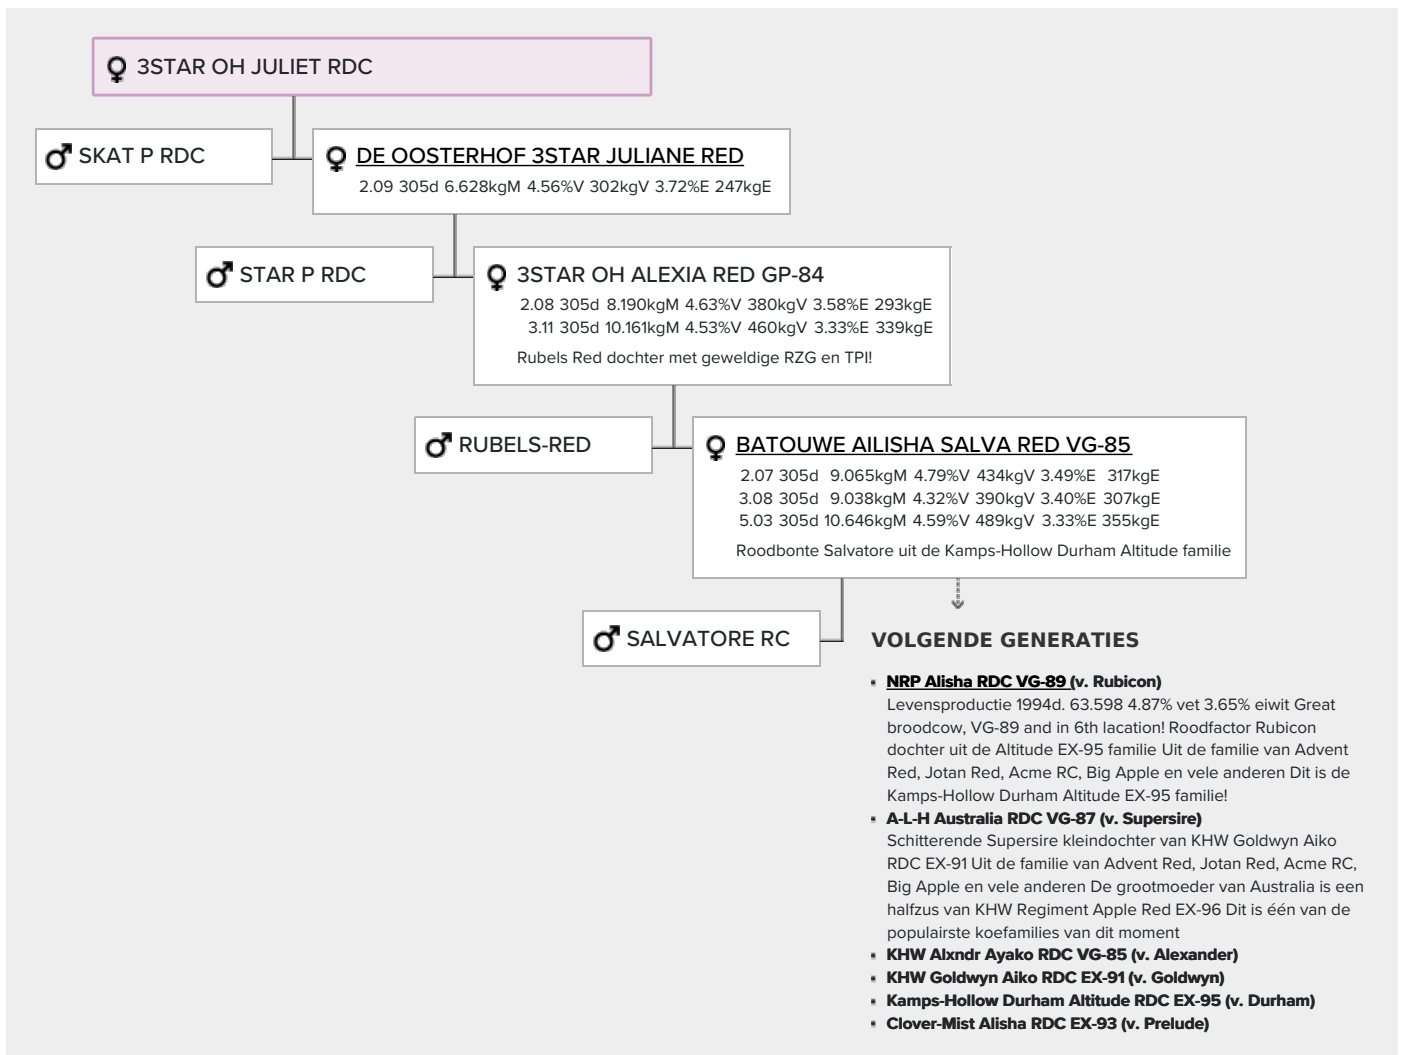 3STAR OH JULIET RDC
SKAT P RDC
DE OOSTERHOF 3STAR JULIANE RED
2.09 305d 6.628kgM 4.56%V 302kgV 3.72%E 247kgE
STAR P RDC
3STAR OH ALEXIA RED GP-84
2.08 305d 8.190kgM 4.63%V 380kgV 3.58%E 293kgE
3.11 305d 10.161kgM 4.53%V 460kgV 3.33%E 339kgE
Rubels Red dochter met geweldige RZG en TPI!
RUBELS-RED
BATOUWE AILISHA SALVA RED VG-85
2.07 305d 9.065kgM 4.79%V 434kgV 3.49%E 317kgE
3.08 305d 9.038kgM 4.32%V 390kgV 3.40%E 307kgE
5.03 305d 10.646kgM 4.59%V 489kgV 3.33%E 355kgE
Roodbonte Salvatore uit de Kamps-Hollow Durham Altitude familie
SALVATORE RC
VOLGENDE GENERATIES
NRP Alisha RDC VG-89 (v. Rubicon)
Levensproductie 1994d. 63.598 4.87% vet 3.65% eiwit Great
broodcow, VG-89 and in 6th lacation! Roodfactor Rubicon
dochter uit de Altitude EX-95 familie Uit de familie van Advent
Red, Jotan Red, Acme RC, Big Apple en vele anderen Dit is de
Kamps-Hollow Durham Altitude EX-95 familie!
A-L-H Australia RDC VG-87 (v. Supersire)
Schitterende Supersire kleindochter van KHW Goldwyn Aiko
RDC EX-91 Uit de familie van Advent Red, Jotan Red, Acme RC,
Big Apple en vele anderen De grootmoeder van Australia is een
halfzus van KHW Regiment Apple Red EX-96 Dit is één van de
populairste koefamilies van dit moment
KHW Alxndr Ayako RDC VG-85 (v. Alexander)
KHW Goldwyn Aiko RDC EX-91 (v. Goldwyn)
Kamps-Hollow Durham Altitude RDC EX-95 (v. Durham)
Clover-Mist Alisha RDC EX-93 (v. Prelude)